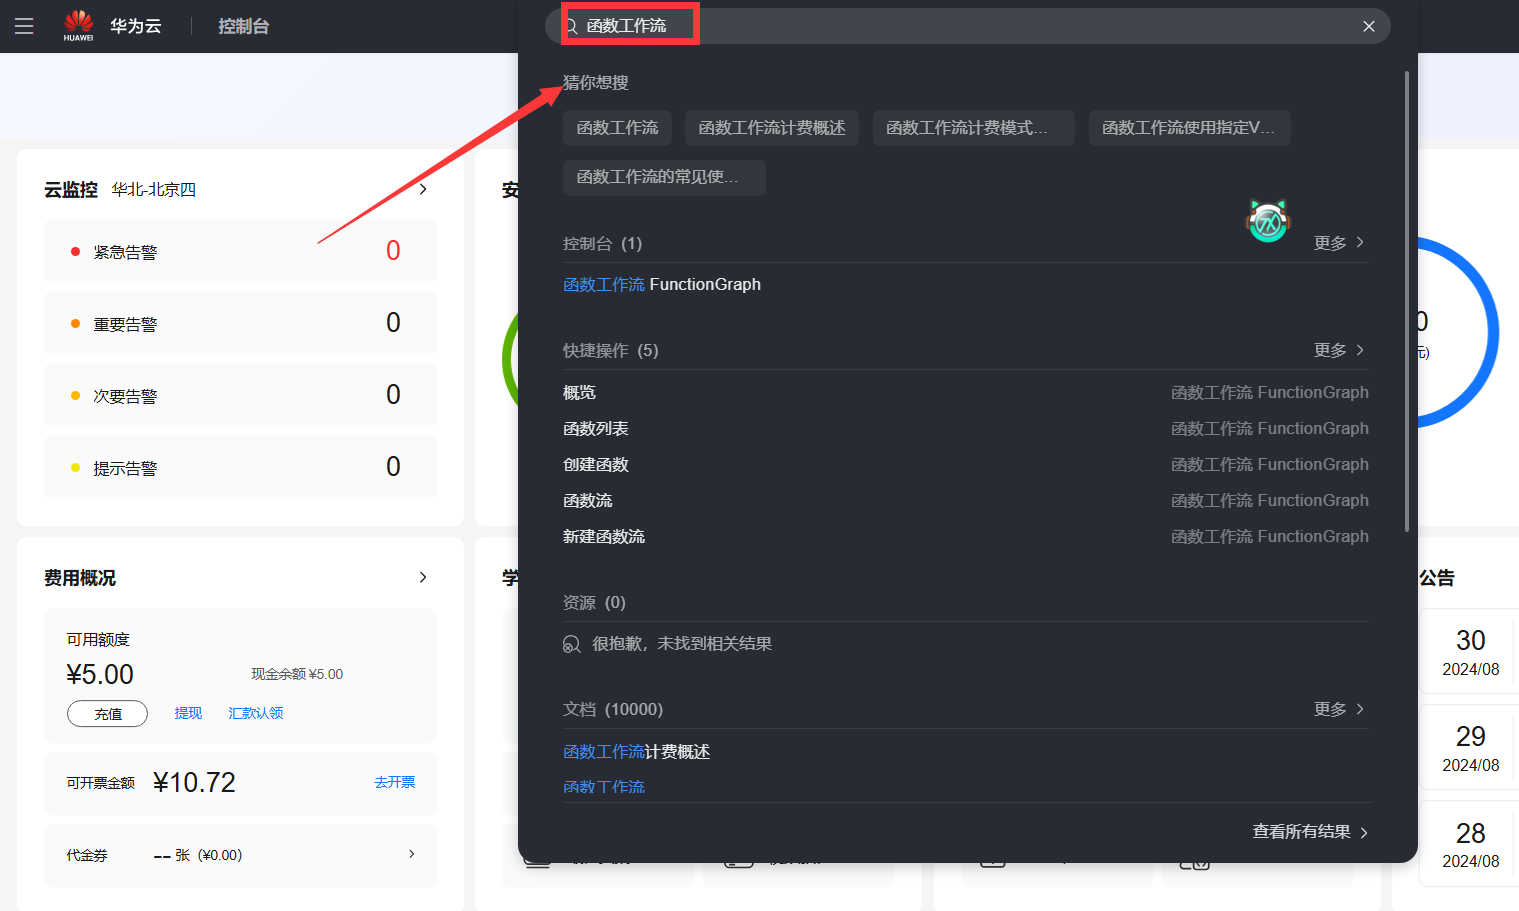 HUAWEI
华为云
控制台
函数工作流
猜你想搜
函数工作流
函数工作流计费概述
函数工作流计费模式...
函数工作流使用指定V...
函数工作流的常见使...
控制台 (1)
更多
函数工作流 FunctionGraph
快捷操作 (5)
更多
概览
函数工作流 FunctionGraph
函数列表
函数工作流 FunctionGraph
创建函数
函数工作流 FunctionGraph
函数流
函数工作流 FunctionGraph
新建函数流
函数工作流 FunctionGraph
资源 (0)
很抱歉，未找到相关结果
文档 (10000)
更多
函数工作流计费概述
函数工作流
查看所有结果
云监控 华北-北京四
紧急告警 0
重要告警 0
次要告警 0
提示告警 0
安
0
元)
费用概况
可用额度
¥5.00
现金余额 ¥5.00
充值
提现
汇款认领
可开票金额 ¥10.72
去开票
代金券 -- 张 (¥0.00)
学
公告
30
2024/08
29
2024/08
28
2024/08